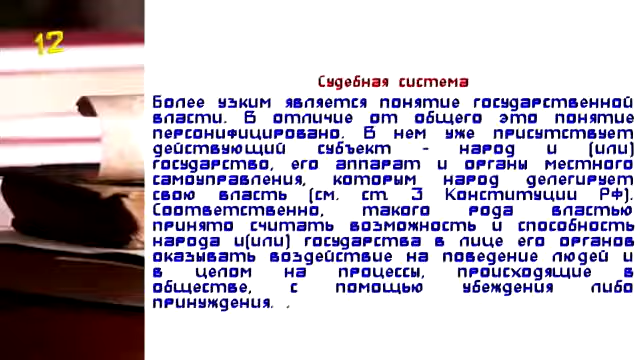 12
Судебная система
Более узким является понятие государственной
власти. В отличие от общего это понятие
персонифицировано. В нем уже присутствует
действующий субъект - народ и (или)
государство, его аппарат и органы местного
самоуправления, которым народ делегирует
свою власть (см. ст. 3 Конституции РФ).
Соответственно, такого рода властью
принято считать возможность и способность
народа и(или) государства в лице его органов
оказывать воздействие на поведение людей и
в целом на процессы, происходящие в
обществе, с помощью убеждения либо
принуждения. .